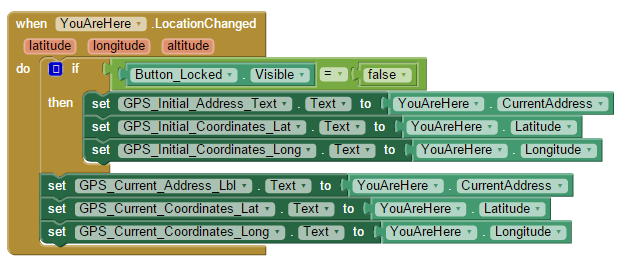 when YouAreHere .LocationChanged
latitude longitude altitude
do if Button_Locked . Visible = false
then set GPS_Initial_Address_Text . Text to YouAreHere . CurrentAddress
set GPS_Initial_Coordinates_Lat . Text to YouAreHere . Latitude
set GPS_Initial_Coordinates_Long . Text to YouAreHere . Longitude
set GPS_Current_Address_Lbl . Text to YouAreHere . CurrentAddress
set GPS_Current_Coordinates_Lat . Text to YouAreHere . Latitude
set GPS_Current_Coordinates_Long . Text to YouAreHere . Longitude